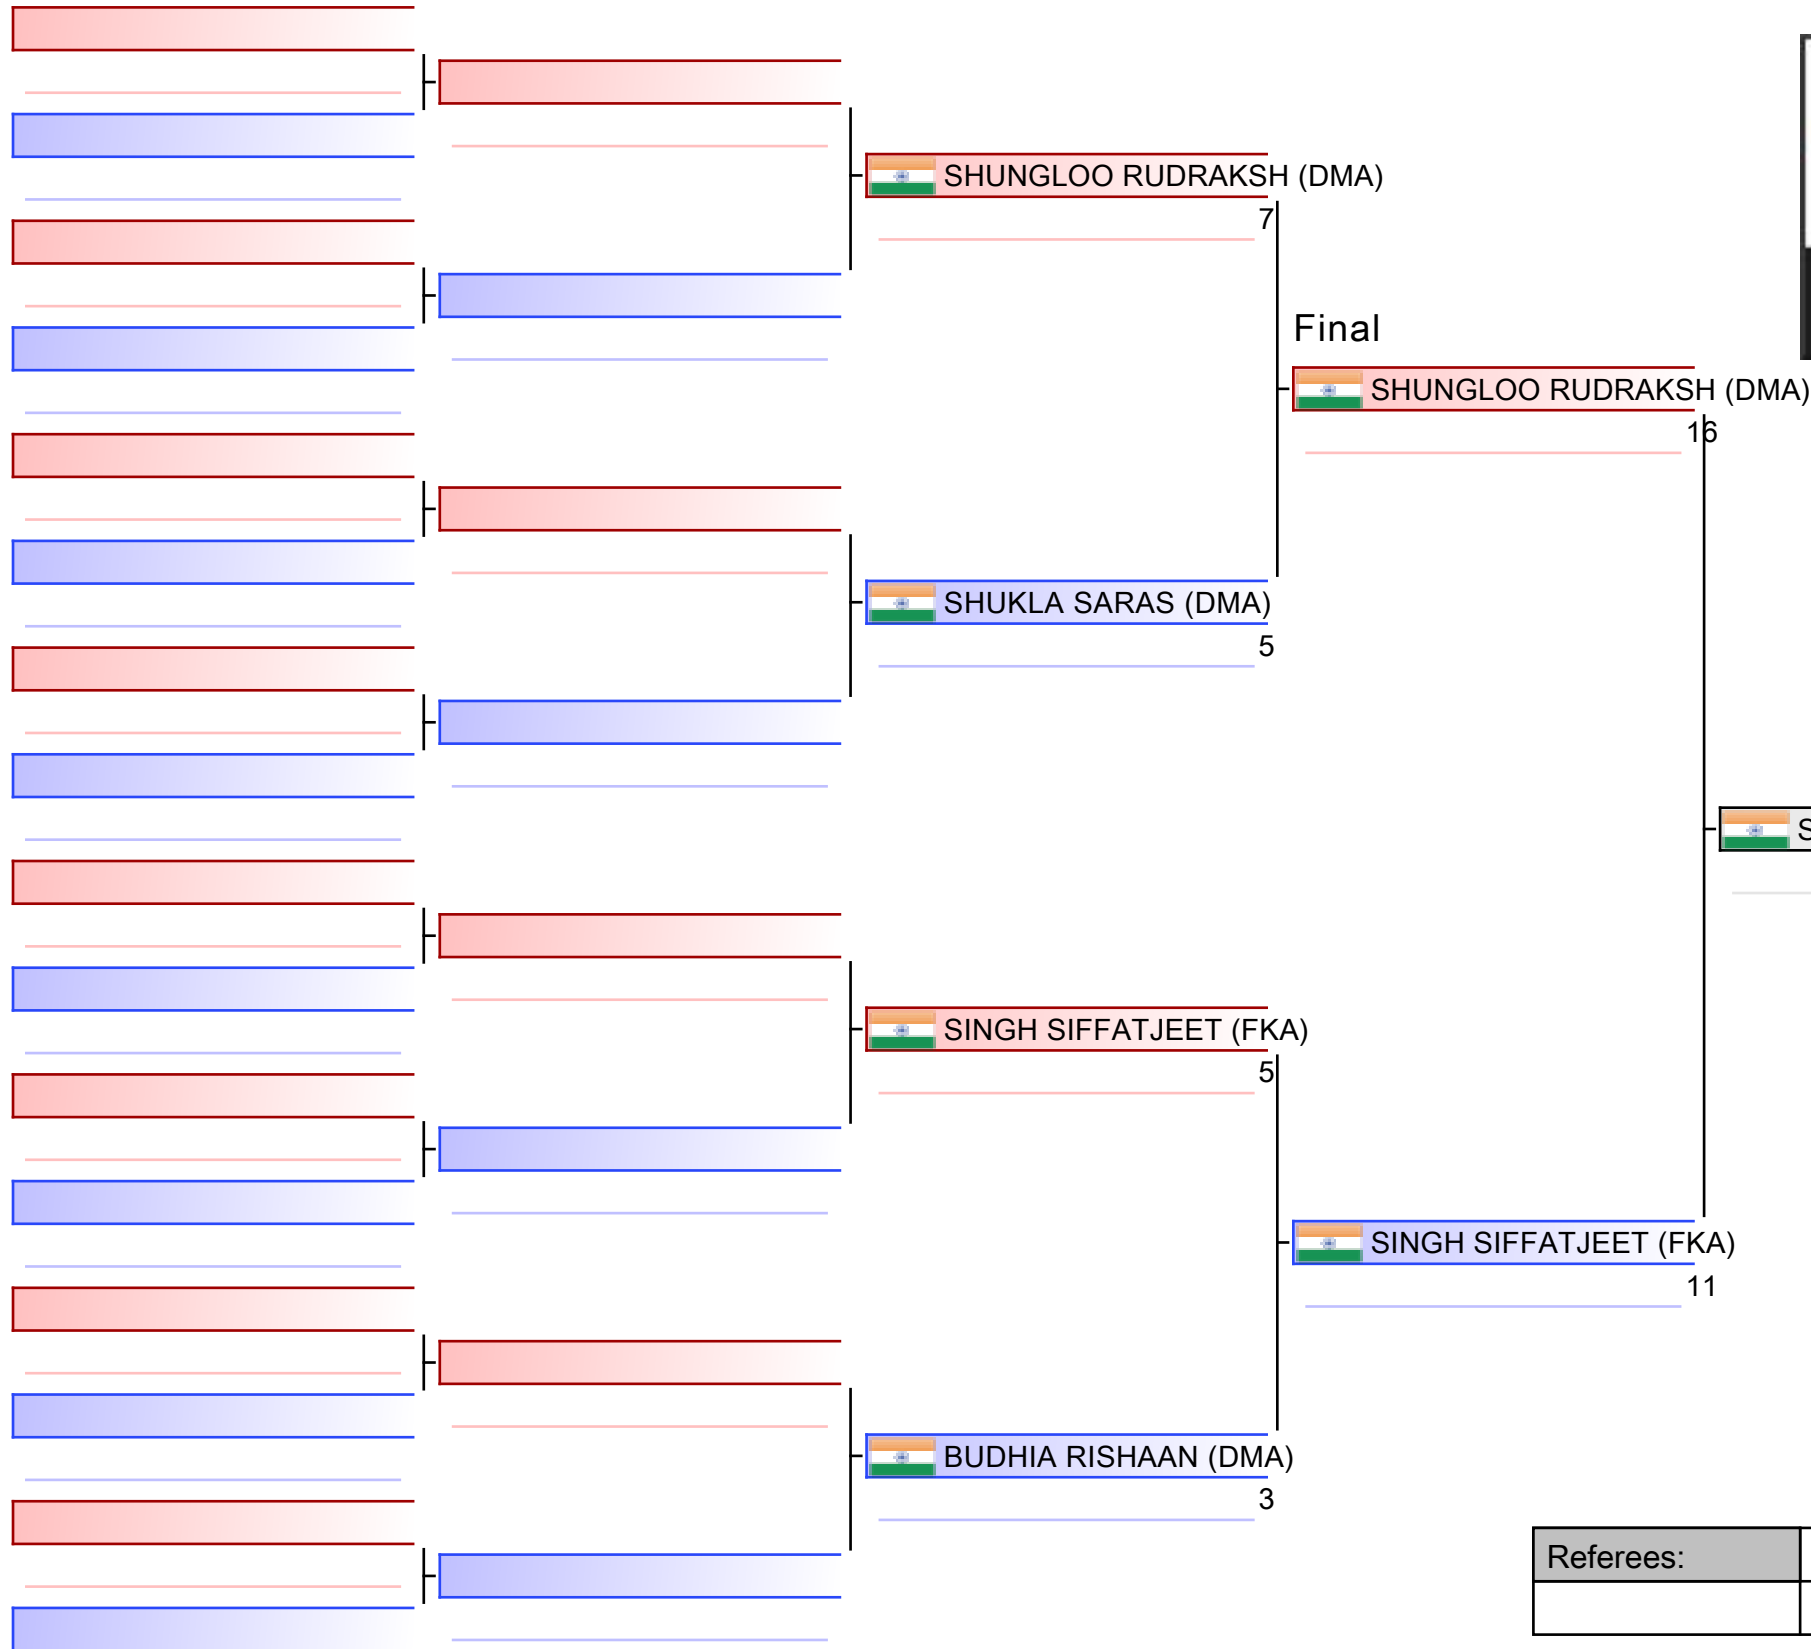 SHUNGLOO RUDRAKSH (DMA)
7
Final
SHUNGLOO RUDRAKSH (DMA)
16
SHUKLA SARAS (DMA)
5
S
SINGH SIFFATJEET (FKA)
5
SINGH SIFFATJEET (FKA)
11
BUDHIA RISHAAN (DMA)
3
Referees: